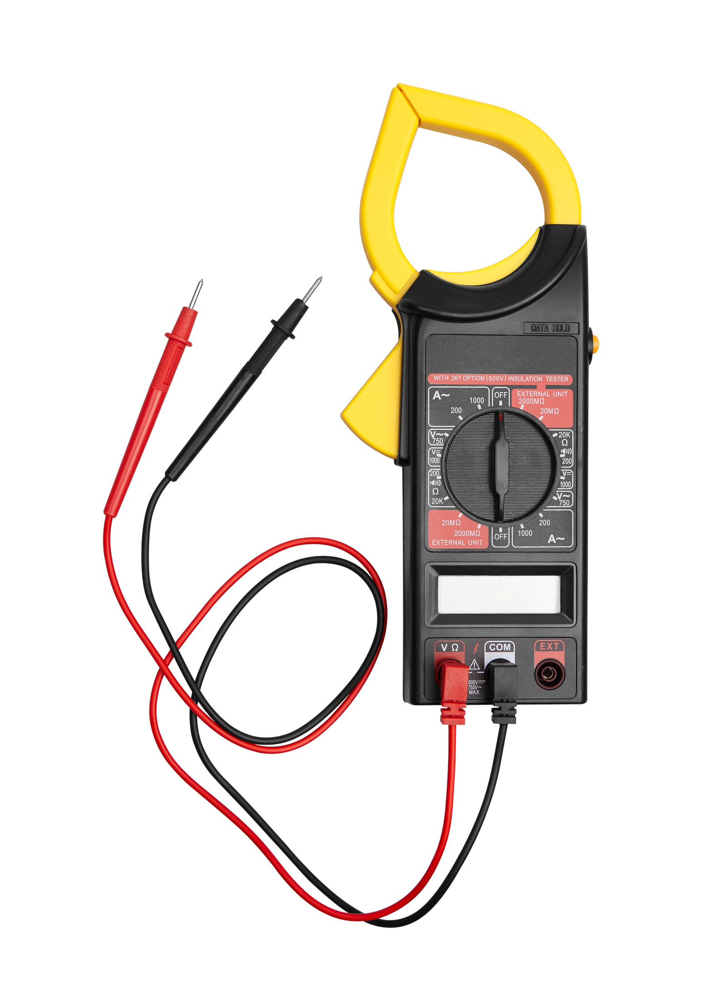 DATA HOLD
WITH 261 OPTION (500V) INSULATION TESTER
A~
1000
200
OFF
EXTERNAL UNIT
2000MΩ
20MΩ
V~
750
V⎓
1000
200
Ω
20K
20K
Ω
200
V⎓
1000
V~
750
20MΩ
2000MΩ
EXTERNAL UNIT
OFF
200
1000
A~
V Ω
COM
EXT
000V⎓
750V~
MAX